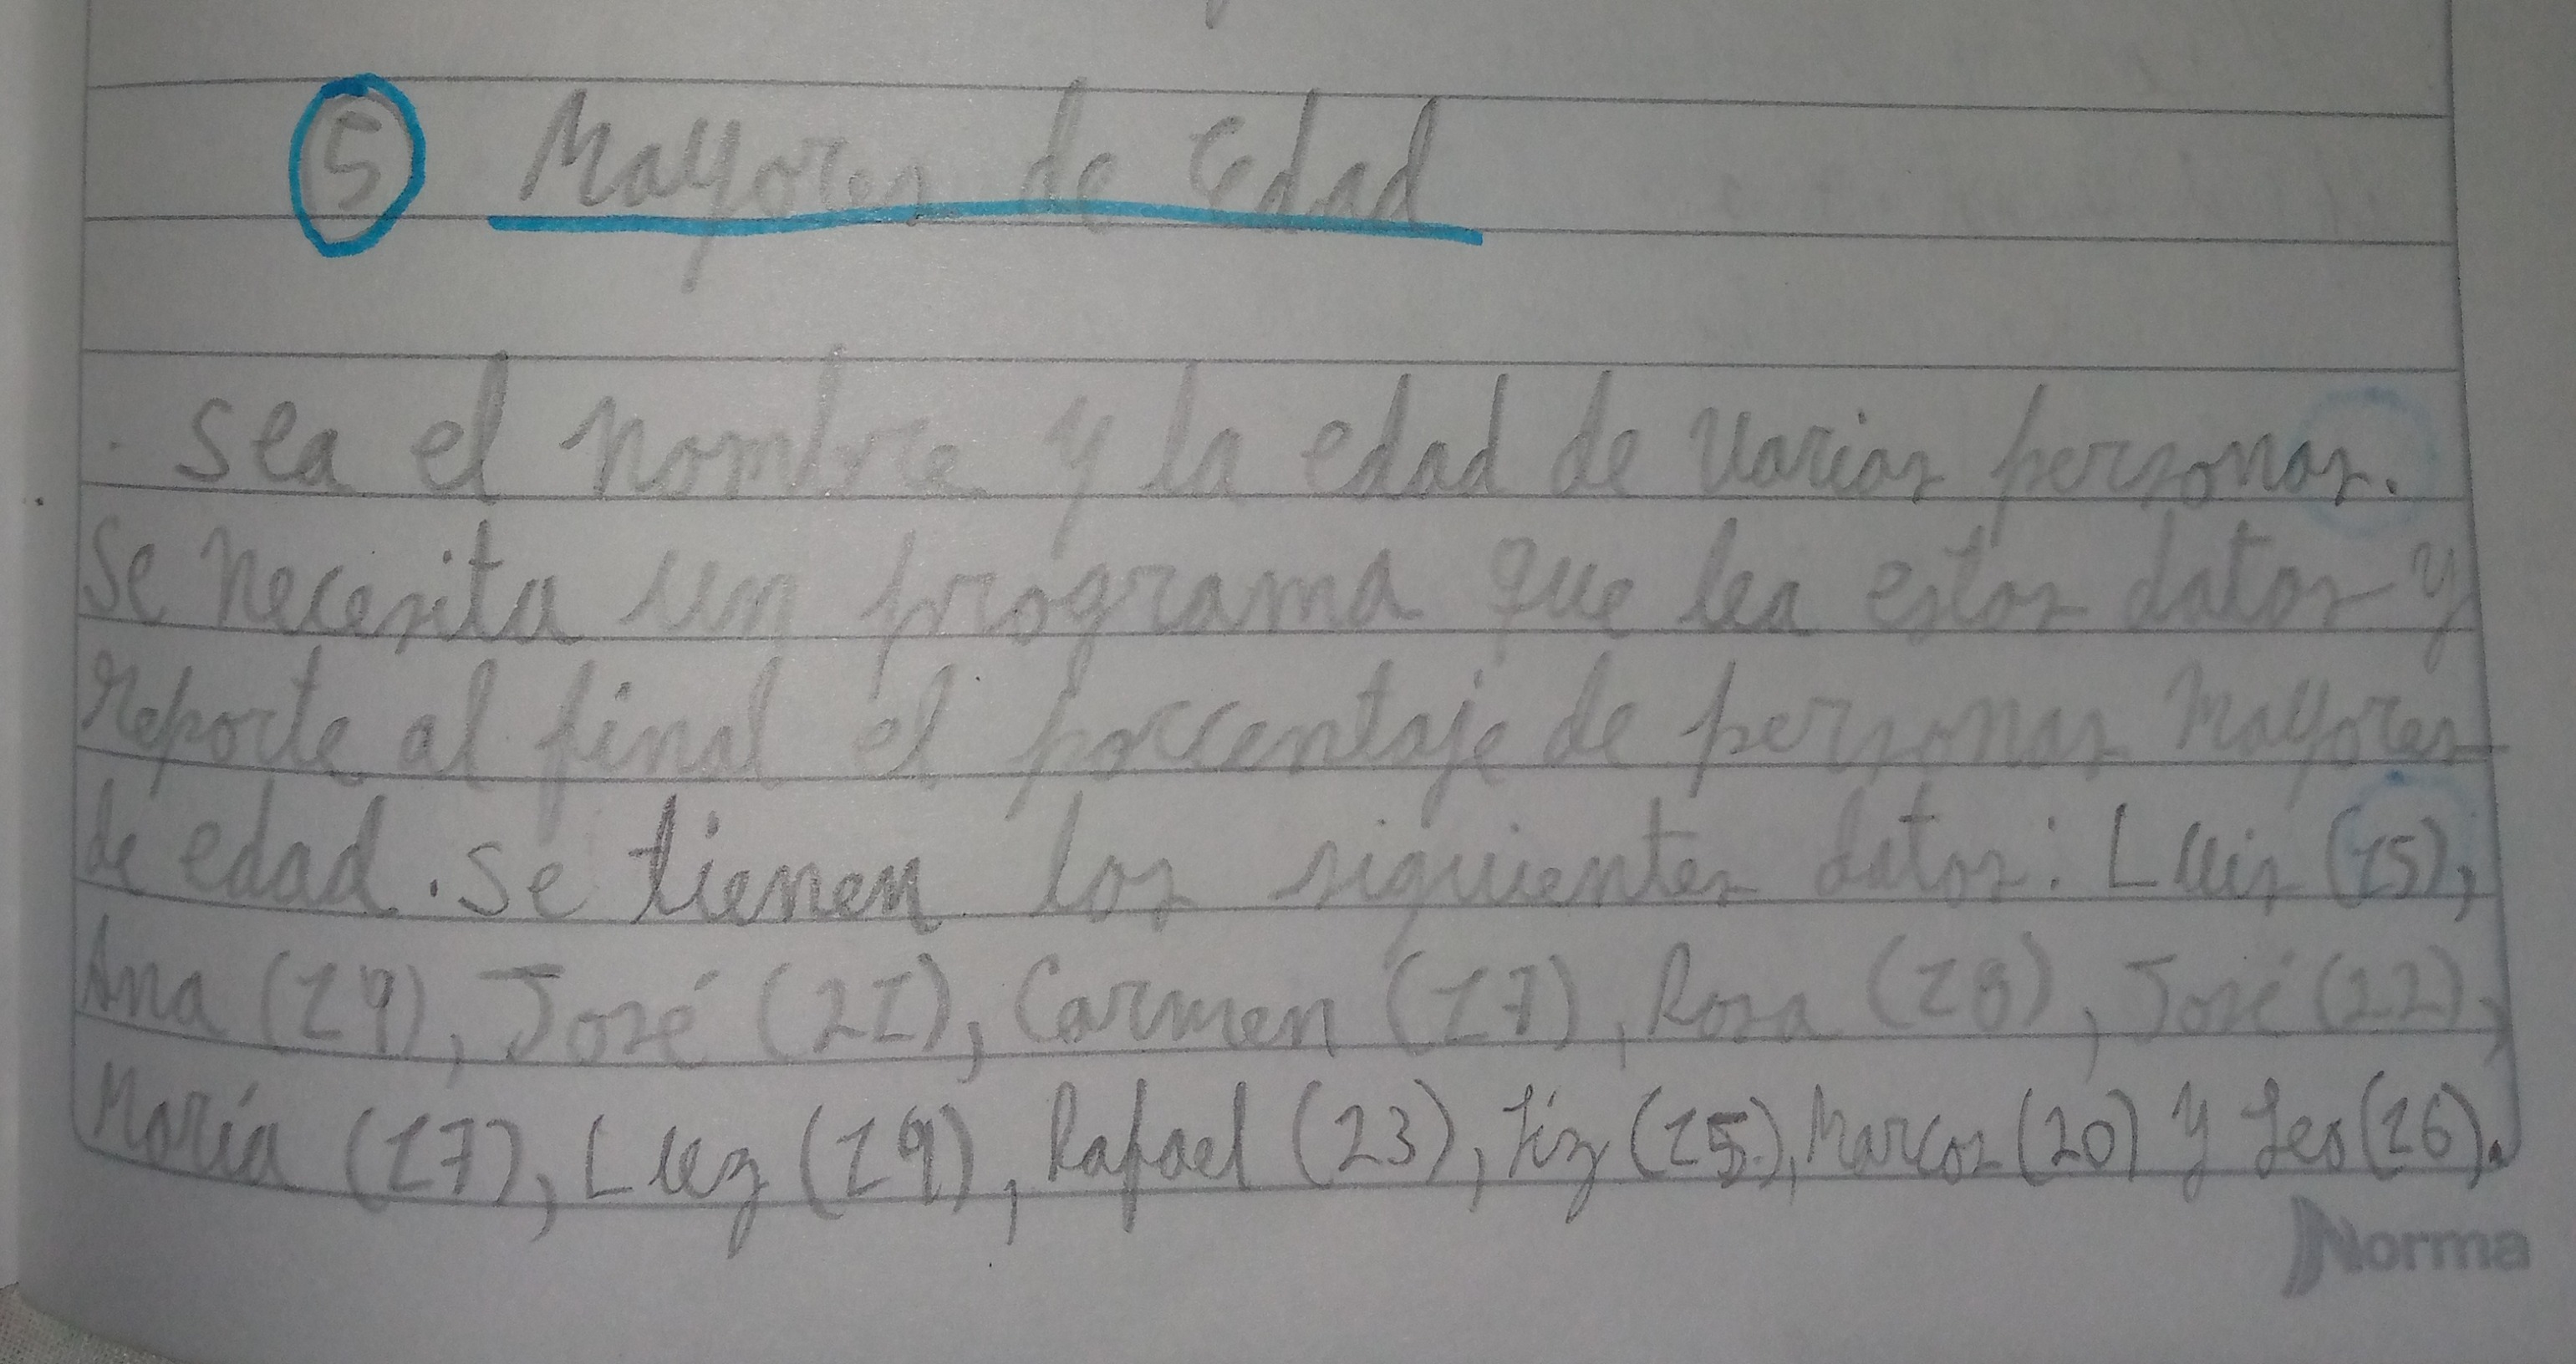 5 Mayores de Edad
Sea el nombre y la edad de varias personas.
Se necesita un programa que lea estos datos y
reporte al final el porcentaje de personas mayores
de edad. Se tienen los siguientes datos: Luis (15),
Ana (19), José (21), Carmen (17), Rosa (18), José (22),
María (17), Luz (19), Rafael (23), Liz (15), Marcos (20) y Leo (16).
Norma